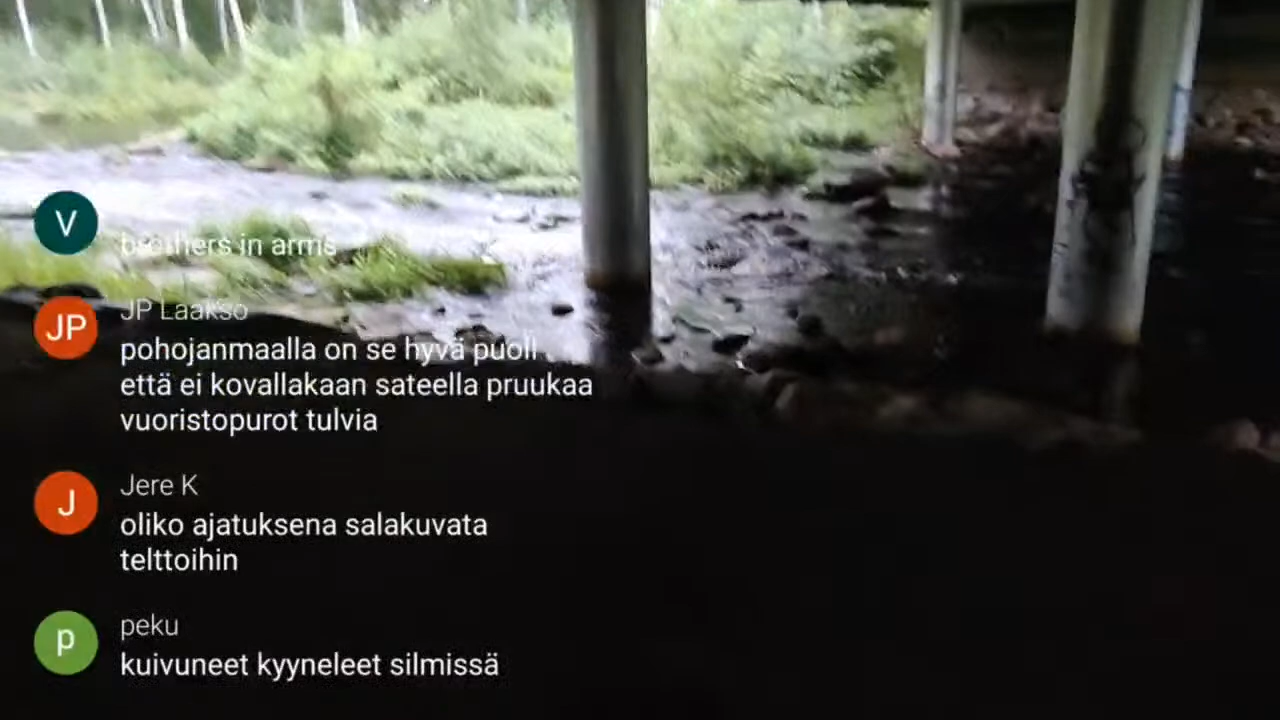 V
brothers in arms
JP
JP Laakso
pohojanmaalla on se hyvä puoli
että ei kovallakaan sateella pruukaa
vuoristopurot tulvia
J
Jere K
oliko ajatuksena salakuvata
telttoihin
p
peku
kuivuneet kyyneleet silmissä